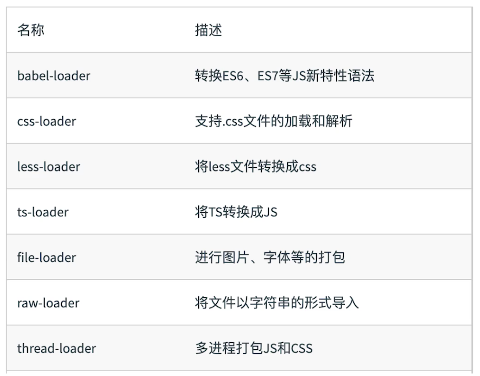 名称 描述
babel-loader 转换ES6、ES7等JS新特性语法
css-loader 支持.css文件的加载和解析
less-loader 将less文件转换成css
ts-loader 将TS转换成JS
file-loader 进行图片、字体等的打包
raw-loader 将文件以字符串的形式导入
thread-loader 多进程打包JS和CSS